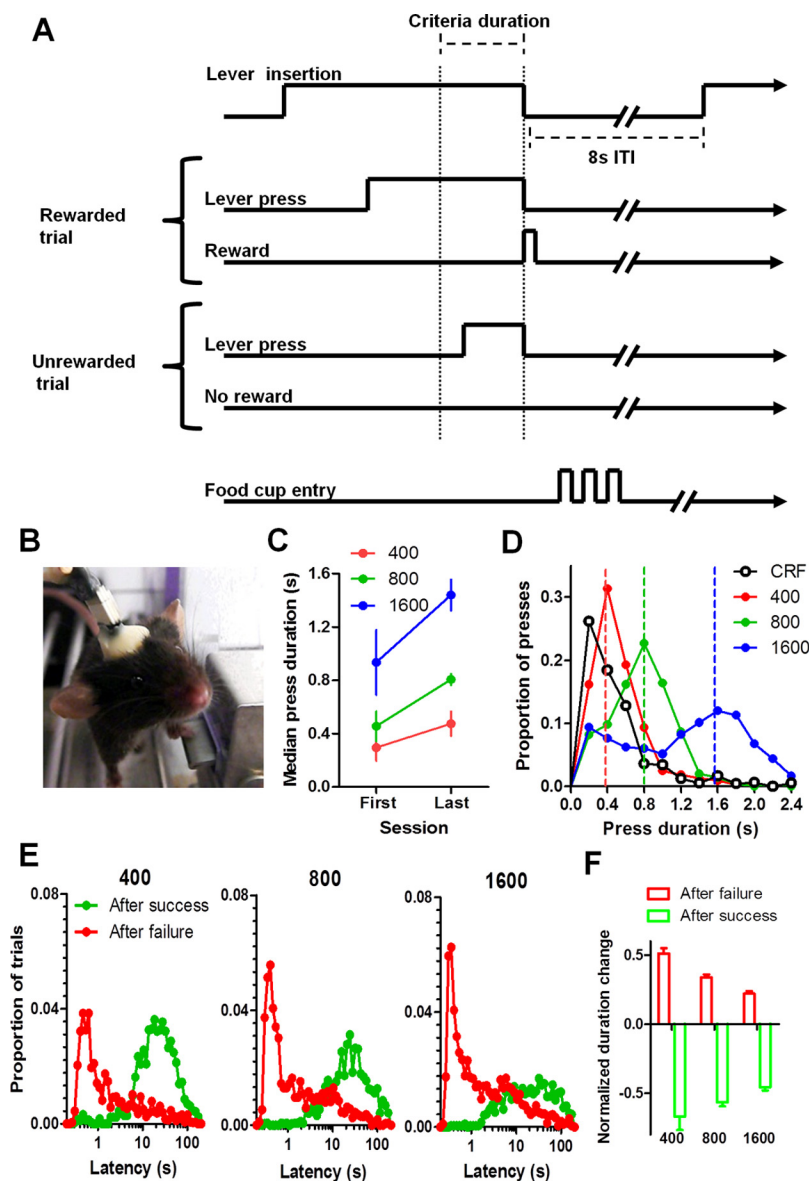 A
Criteria duration
Lever insertion
8s ITI
Rewarded
trial
Lever press
Reward
Unrewarded
trial
Lever press
No reward
Food cup entry
B
C
400
800
1600
Median press duration (s)
1.6
1.2
0.8
0.4
0.0
First Last
Session
D
CRF
400
800
1600
Proportion of presses
0.3
0.2
0.1
0.0
0.0 0.4 0.8 1.2 1.6 2.0 2.4
Press duration (s)
E
400
After success
After failure
Proportion of trials
0.08
0.04
0.00
1 10 100
Latency (s)
800
0.08
0.04
0.00
1 10 100
Latency (s)
1600
0.08
0.04
0.00
1 10 100
Latency (s)
F
After failure
After success
Normalized duration change
0.5
0.0
-0.5
400 800 1600